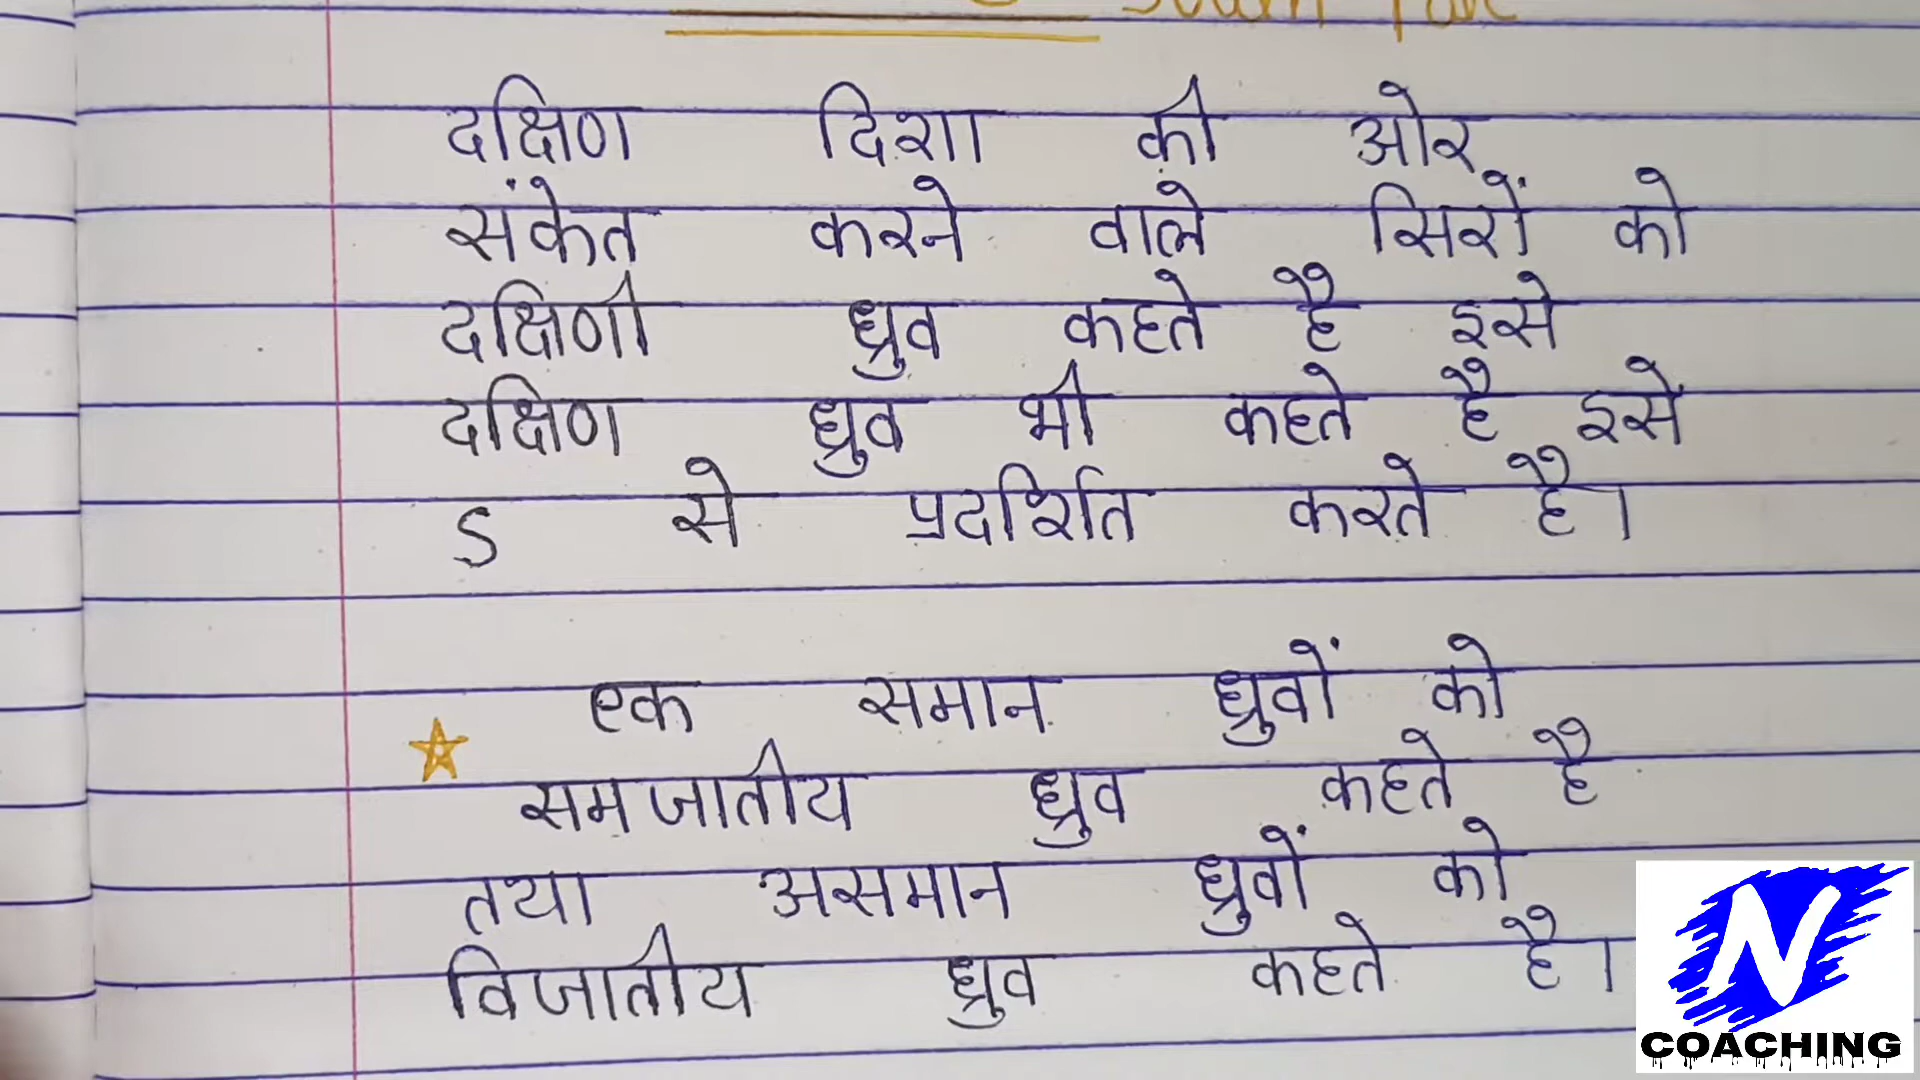 दक्षिण दिशा की ओर
संकेत करने वाले सिरों को
दक्षिणी ध्रुव कहते है इसे
दक्षिण ध्रुव भी कहते है इसे
S से प्रदर्शित करते है।
एक समान ध्रुवों को
समजातीय ध्रुव कहते है
तथा असमान ध्रुवों को
विजातीय ध्रुव कहते है।
N
COACHING